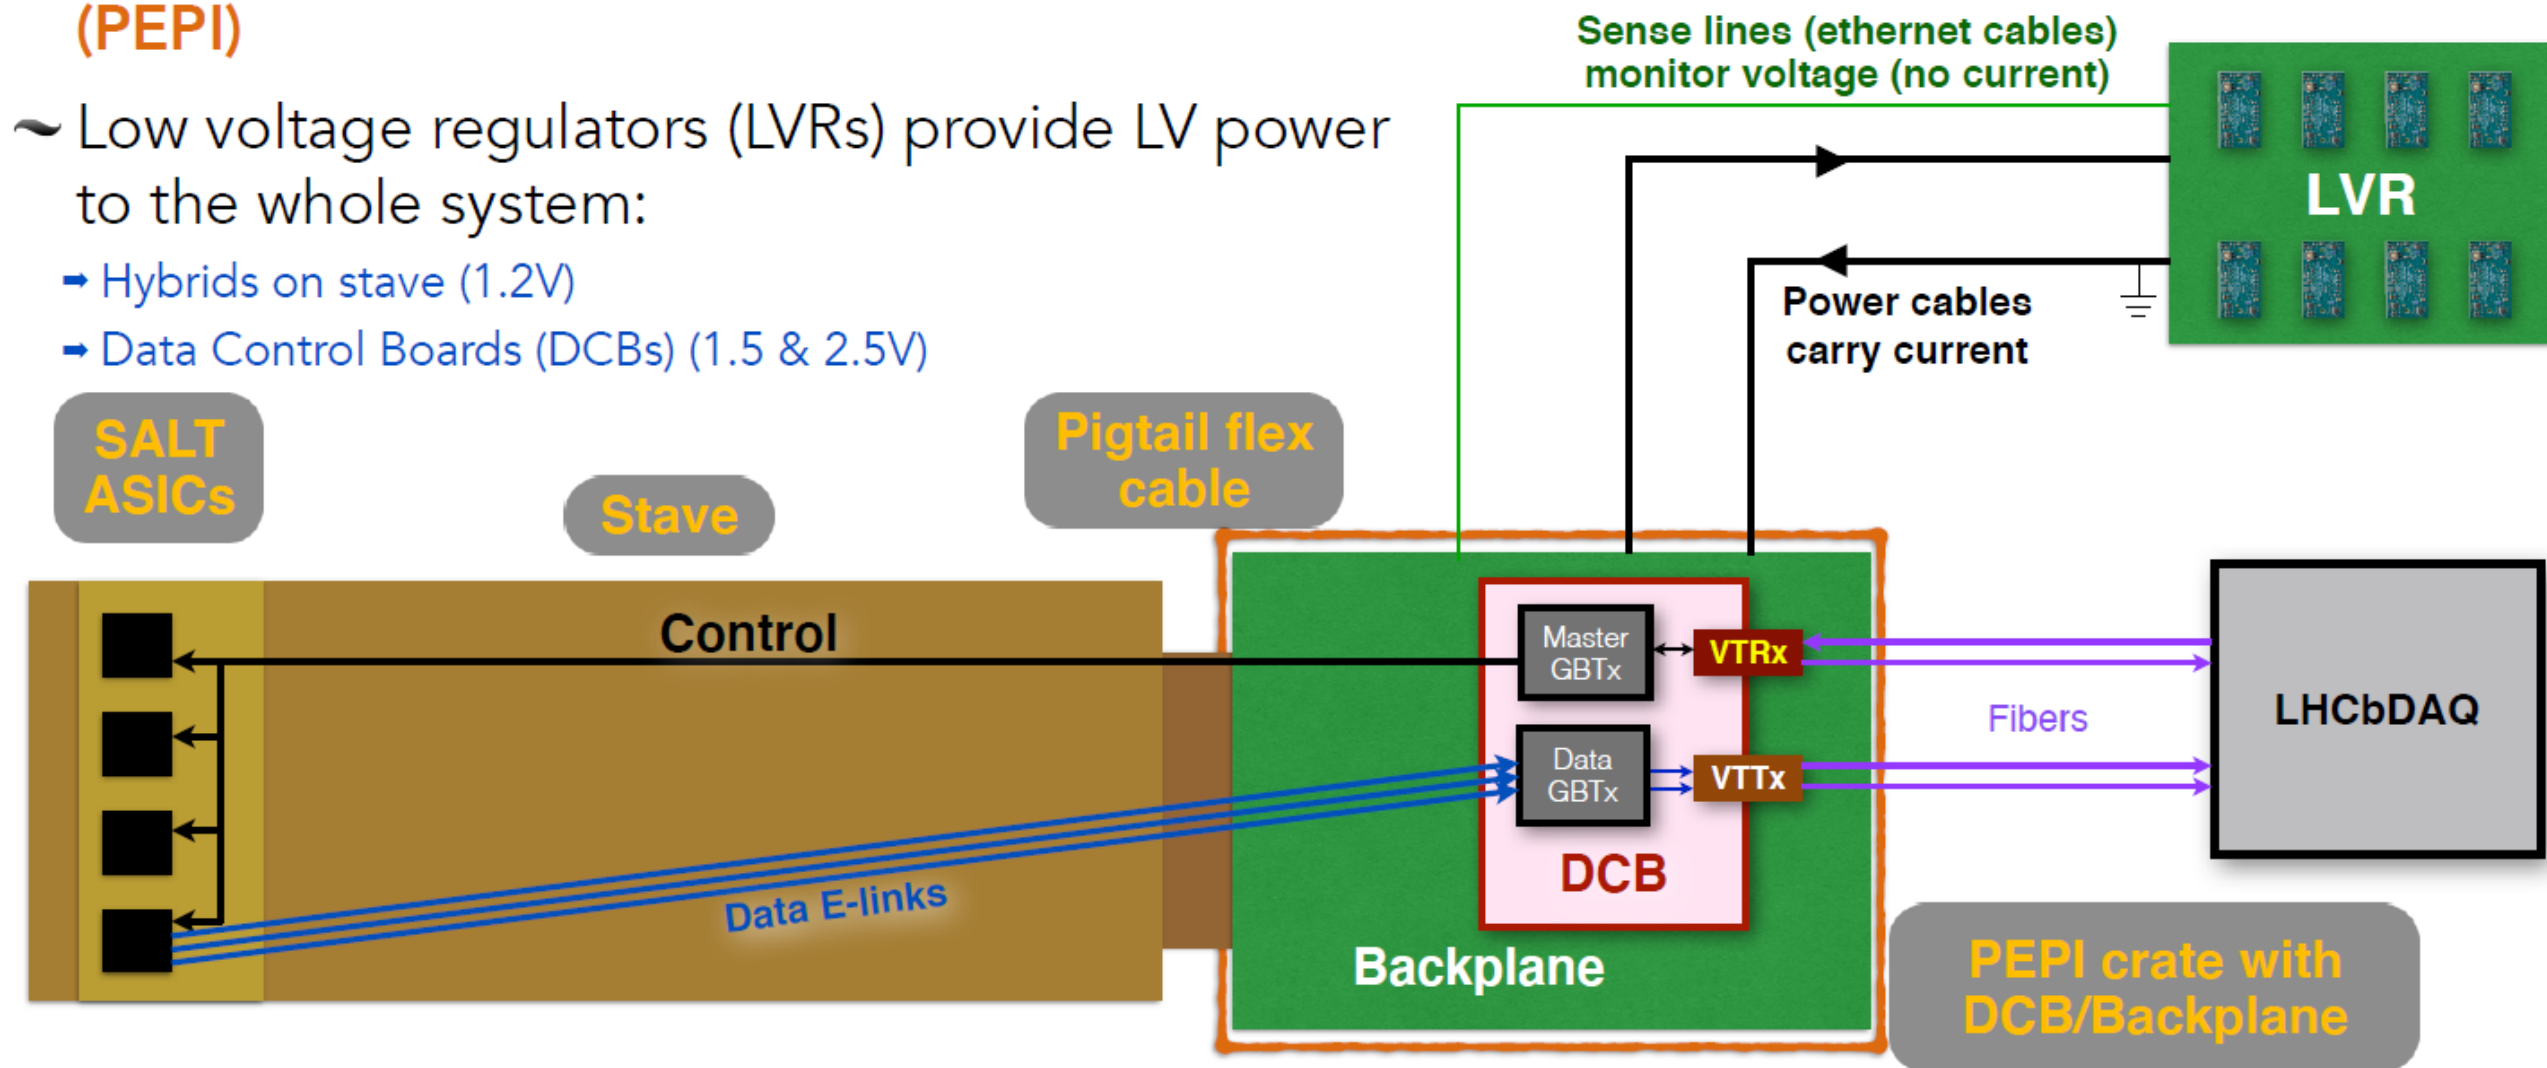 (PEPI)
~ Low voltage regulators (LVRs) provide LV power
to the whole system:
➡ Hybrids on stave (1.2V)
➡ Data Control Boards (DCBs) (1.5 & 2.5V)
Sense lines (ethernet cables)
monitor voltage (no current)
LVR
Power cables
carry current
SALT
ASICs
Stave
Pigtail flex
cable
Control
Master
GBTx
VTRx
Data
GBTx
VTTx
Fibers
LHCbDAQ
DCB
Data E-links
Backplane
PEPI crate with
DCB/Backplane